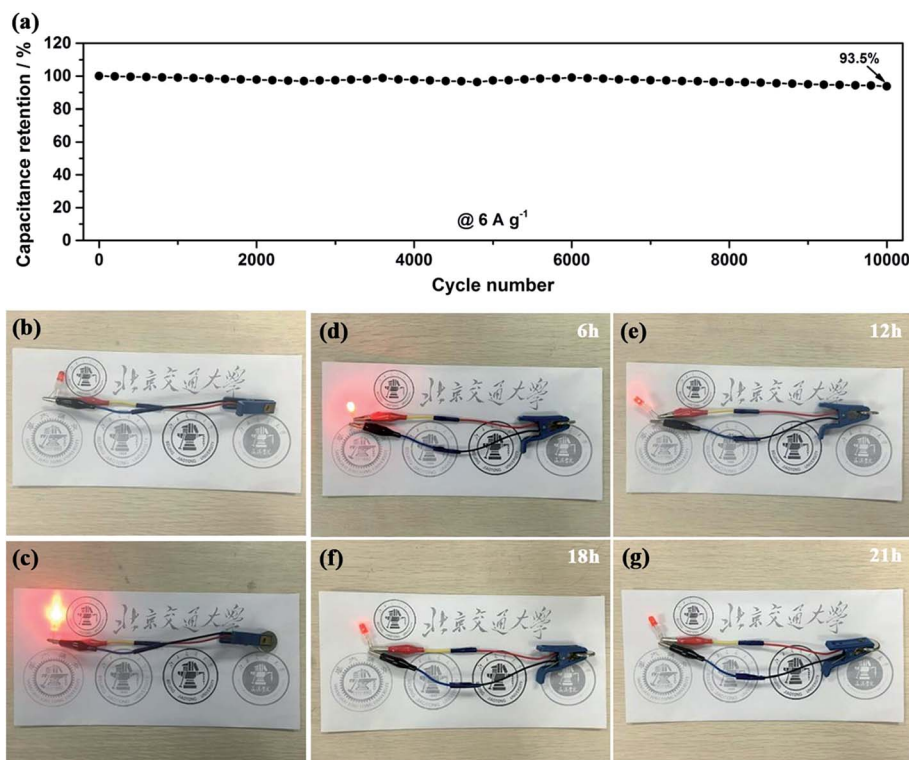 (a)
120
100
80
60
40
20
0
Capacitance retention / %
93.5%
@ 6 A g⁻¹
0 2000 4000 6000 8000 10000
Cycle number
(b)
北京交通大学
(d) 6h
北京交通大学
(e) 12h
北京交通大学
(c)
北京交通大学
(f) 18h
北京交通大学
(g) 21h
北京交通大学